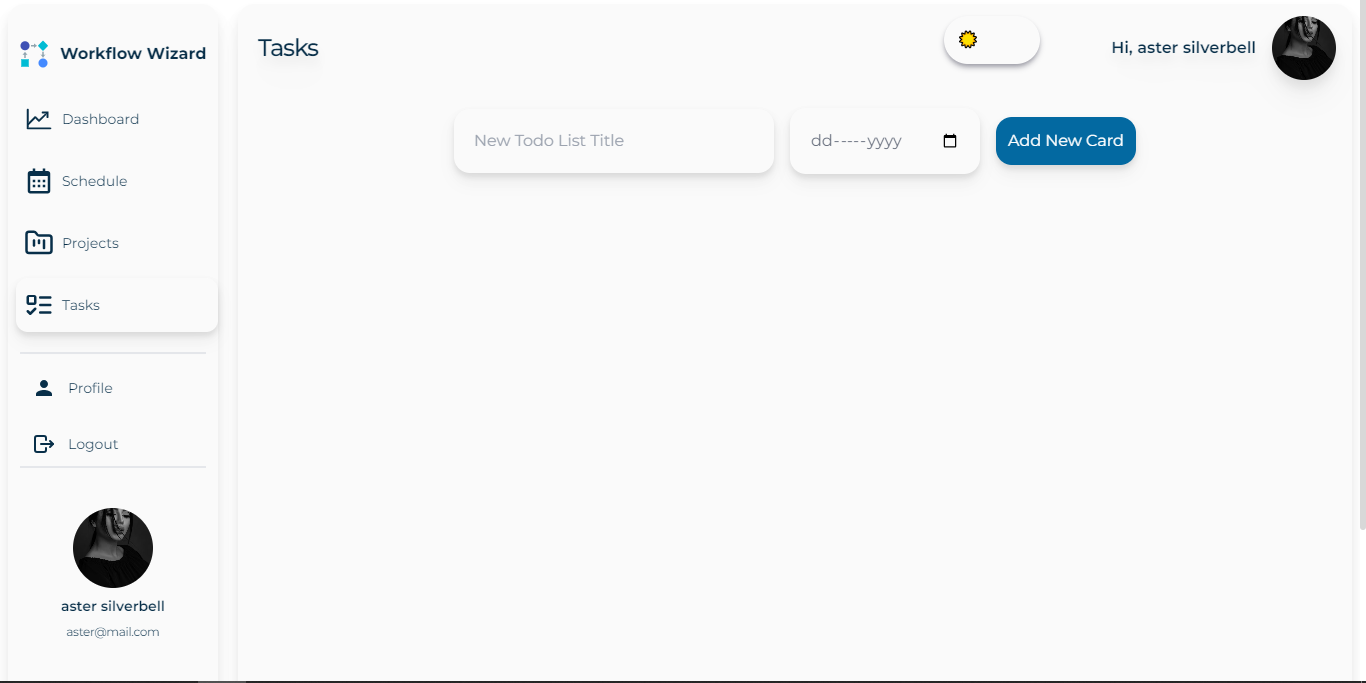 Workflow Wizard
Dashboard
Schedule
Projects
Tasks
Profile
Logout
aster silverbell
aster@mail.com
Tasks
Hi, aster silverbell
New Todo List Title
dd-----yyyy
Add New Card